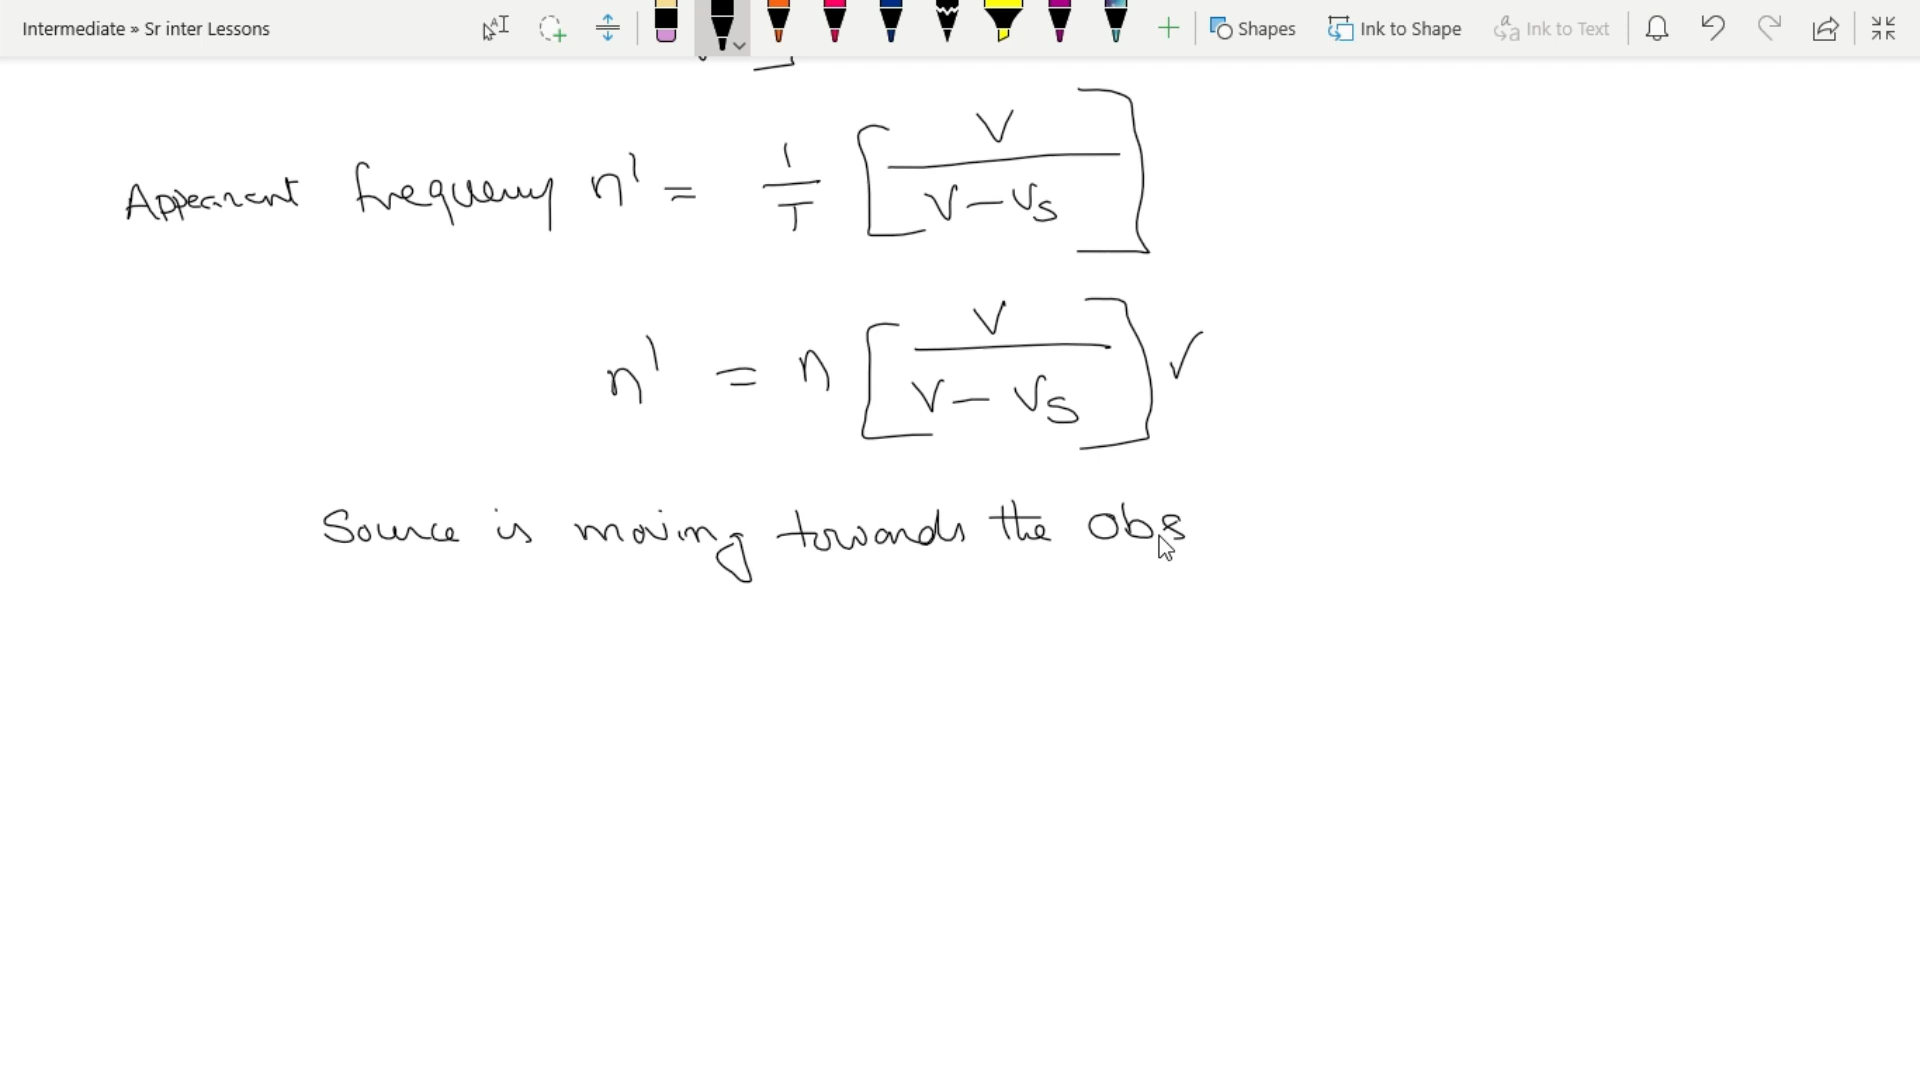 Intermediate » Sr inter Lessons Shapes Ink to Shape Ink to Text
Appearent frequency n' = 1/T [V / V - Vs]
n' = n [V / V - Vs] ✓
Source is moving towards the Obs